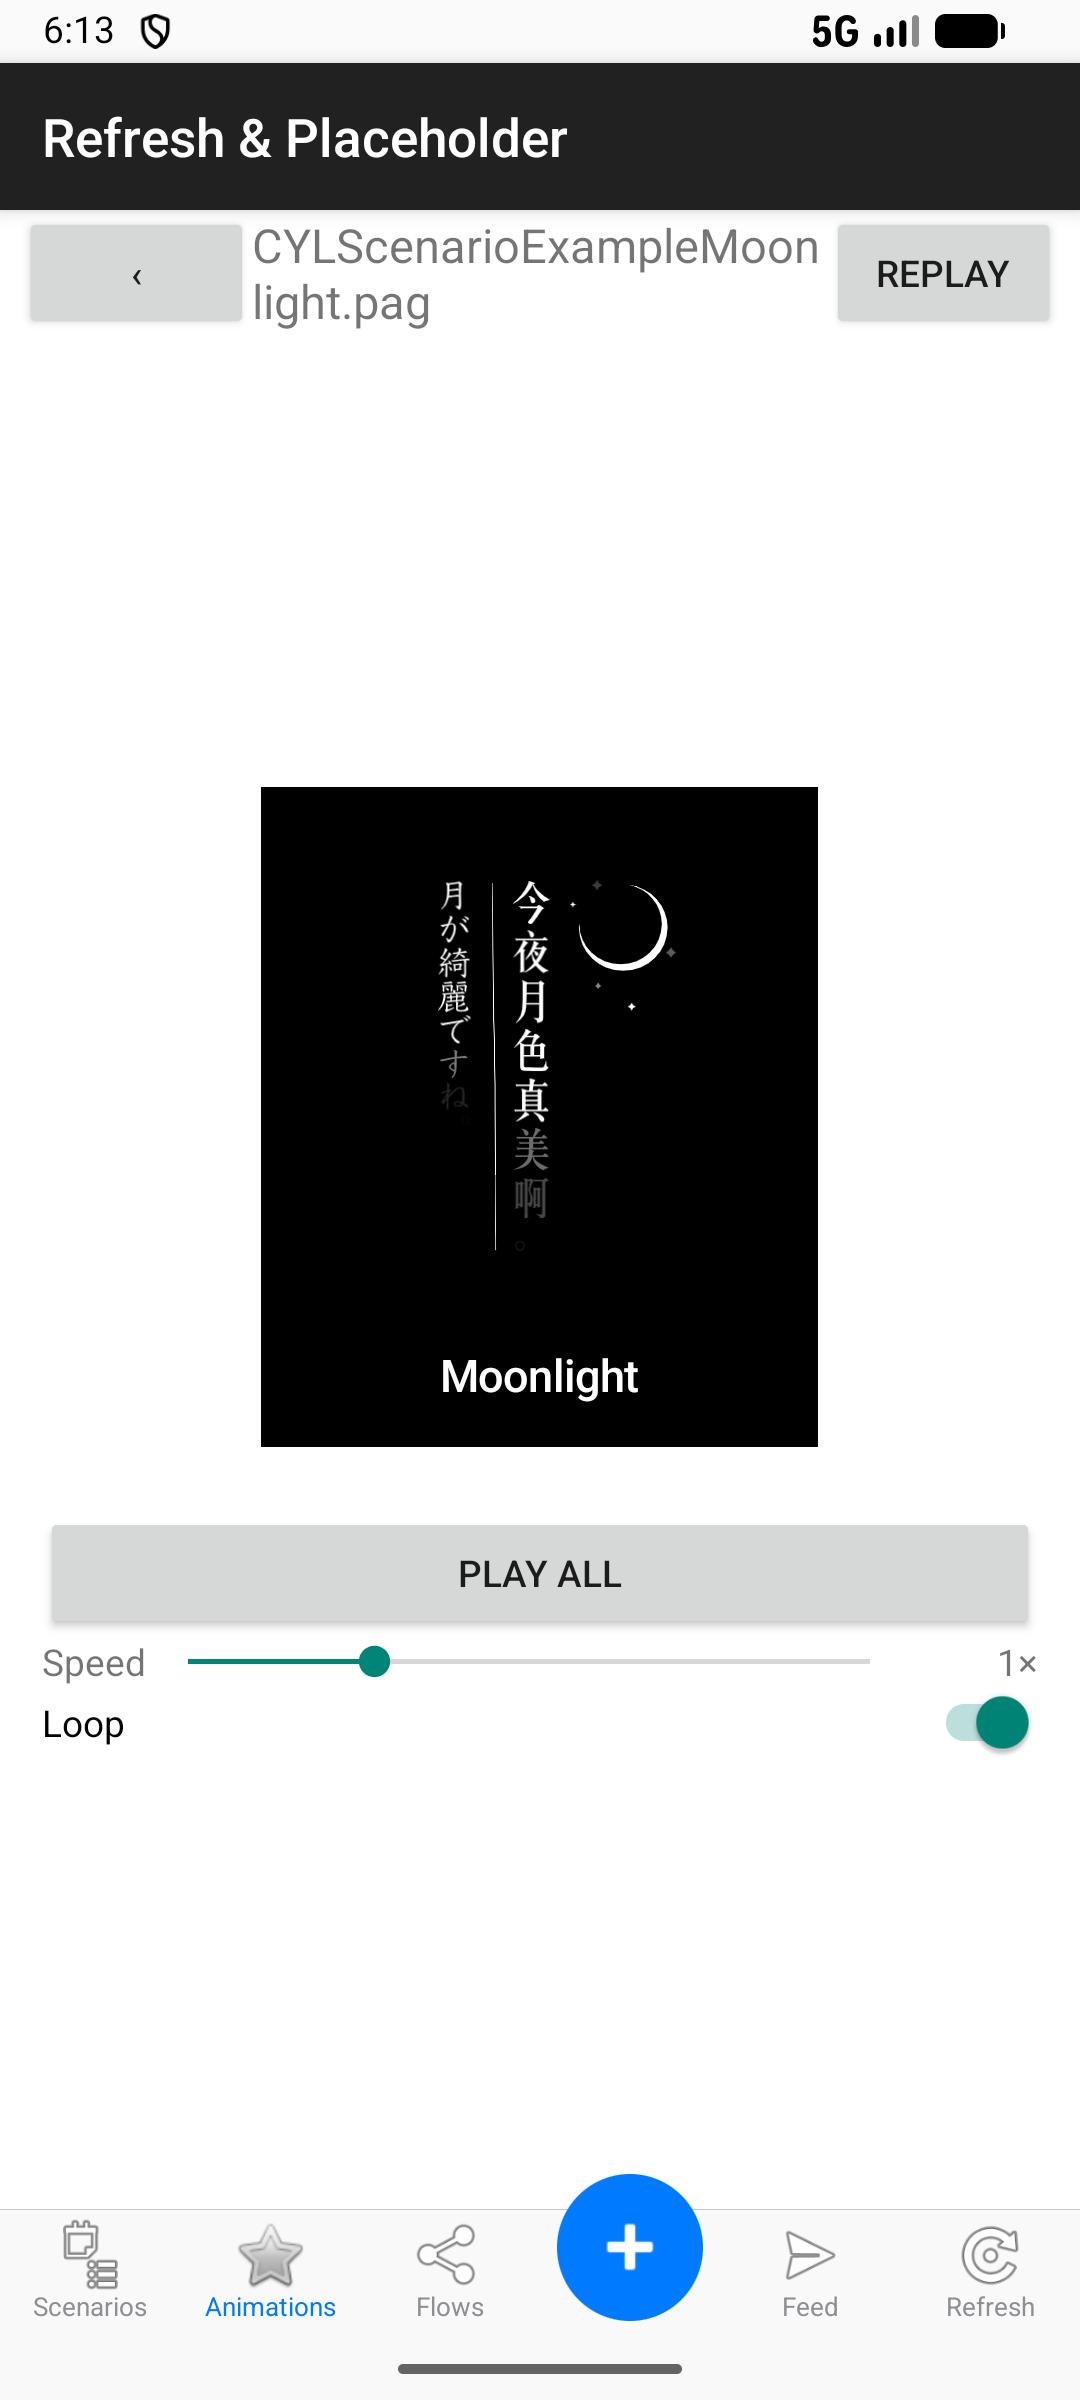 6:13
5G
Refresh & Placeholder
‹
CYLScenarioExampleMoon
light.pag
REPLAY
今夜月色真美啊。
月が綺麗ですね。
Moonlight
PLAY ALL
Speed
1×
Loop
Scenarios
Animations
Flows
Feed
Refresh